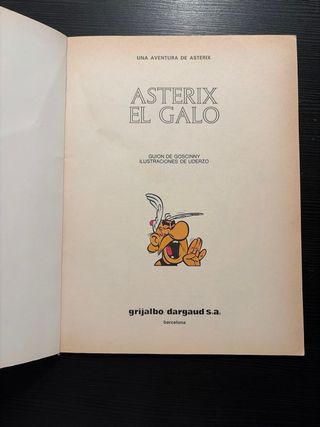 UNA AVENTURA DE ASTERIX
ASTERIX
EL GALO
GUION DE GOSCINNY
ILUSTRACIONES DE UDERZO
grijalbo/dargaud s.a.
barcelona